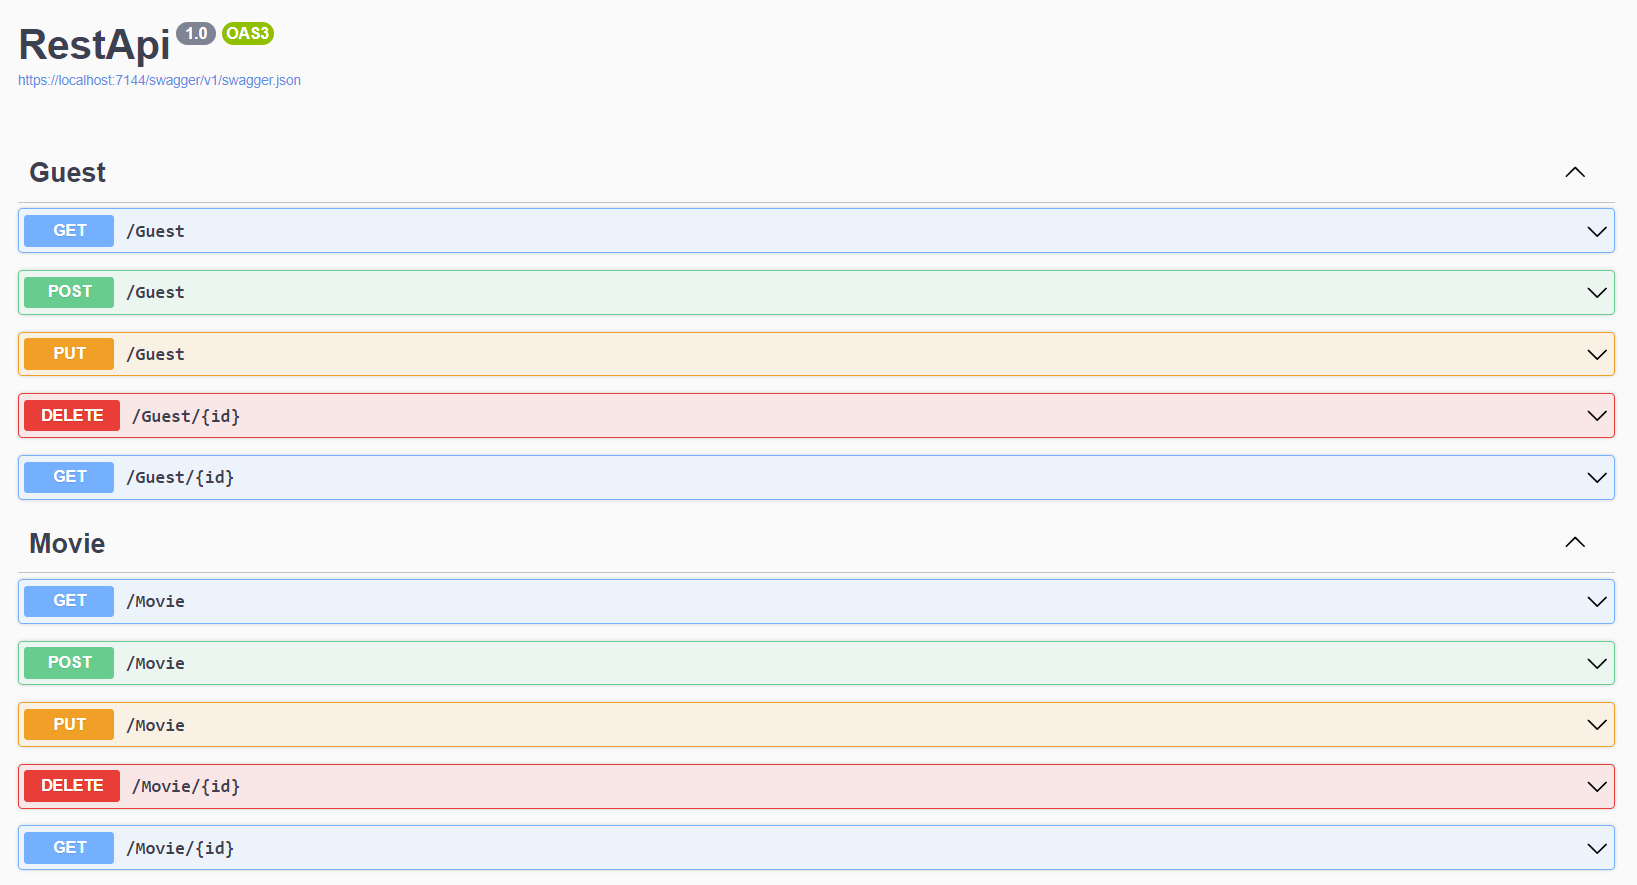 RestApi 1.0 OAS3
https://localhost:7144/swagger/v1/swagger.json
Guest
GET /Guest
POST /Guest
PUT /Guest
DELETE /Guest/{id}
GET /Guest/{id}
Movie
GET /Movie
POST /Movie
PUT /Movie
DELETE /Movie/{id}
GET /Movie/{id}